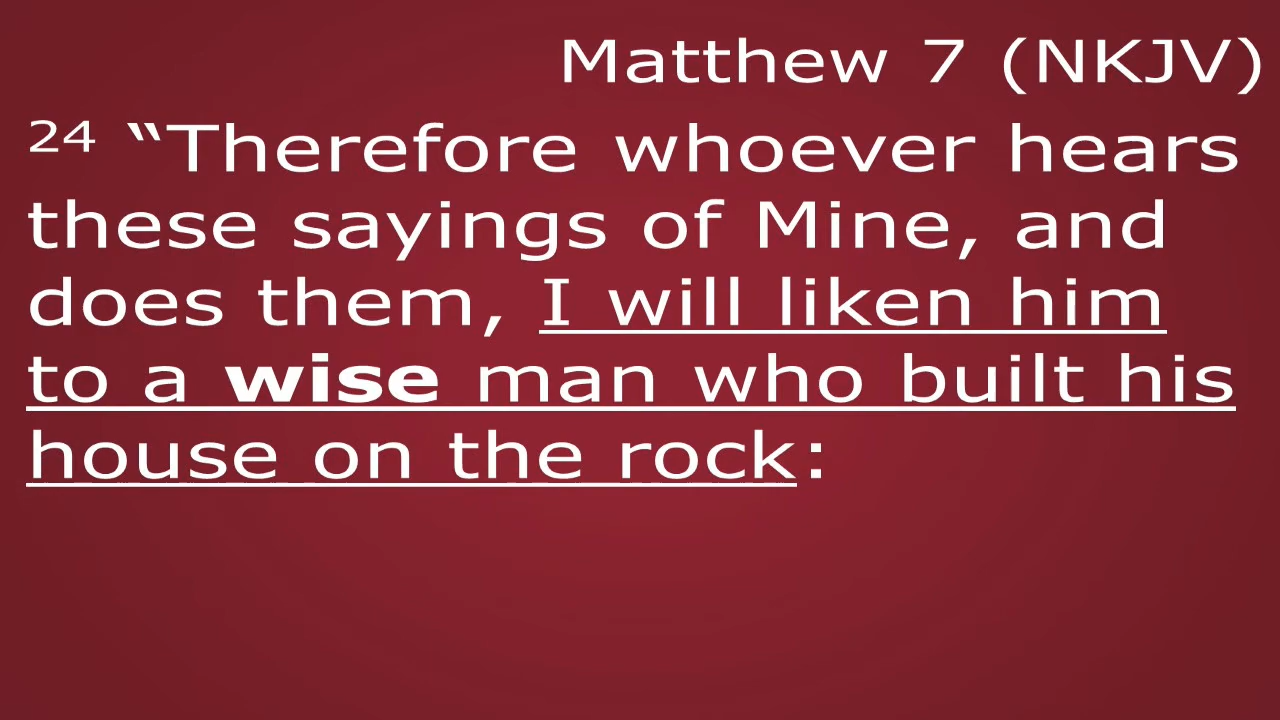 Matthew 7 (NKJV)
24 “Therefore whoever hears
these sayings of Mine, and
does them, I will liken him
to a wise man who built his
house on the rock: